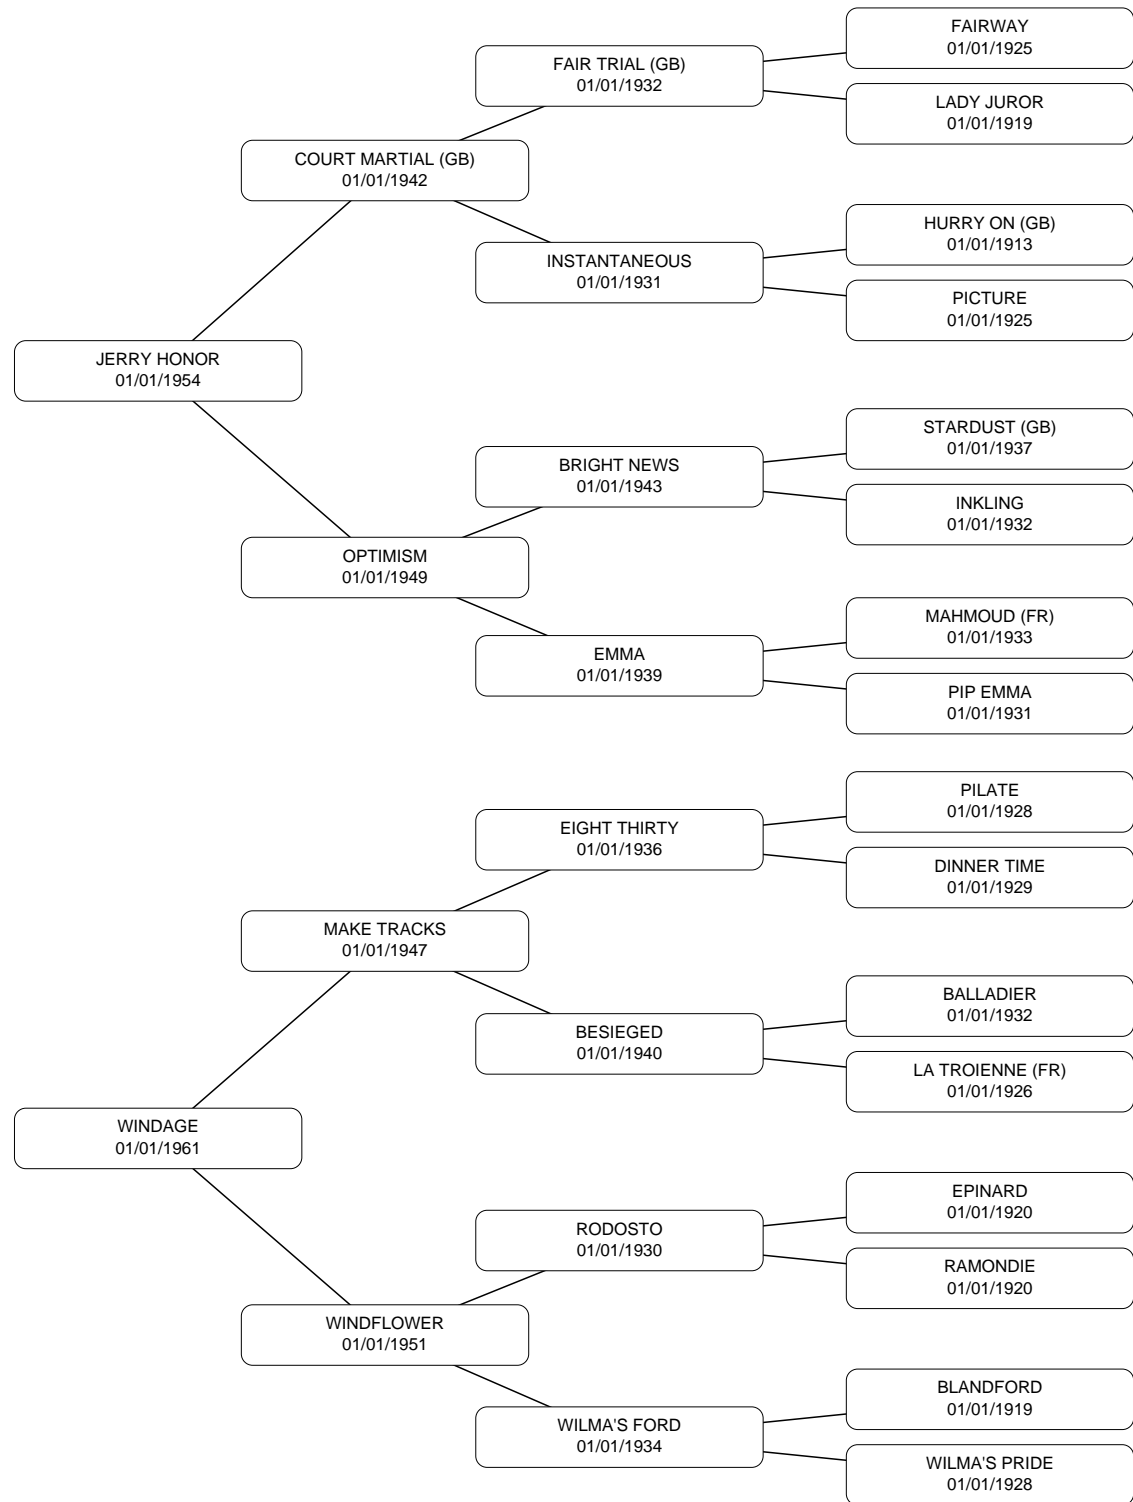 FAIRWAY
01/01/1925
FAIR TRIAL (GB)
01/01/1932
LADY JUROR
01/01/1919
COURT MARTIAL (GB)
01/01/1942
HURRY ON (GB)
01/01/1913
INSTANTANEOUS
01/01/1931
PICTURE
01/01/1925
JERRY HONOR
01/01/1954
STARDUST (GB)
01/01/1937
BRIGHT NEWS
01/01/1943
INKLING
01/01/1932
OPTIMISM
01/01/1949
MAHMOUD (FR)
01/01/1933
EMMA
01/01/1939
PIP EMMA
01/01/1931
PILATE
01/01/1928
EIGHT THIRTY
01/01/1936
DINNER TIME
01/01/1929
MAKE TRACKS
01/01/1947
BALLADIER
01/01/1932
BESIEGED
01/01/1940
LA TROIENNE (FR)
01/01/1926
WINDAGE
01/01/1961
EPINARD
01/01/1920
RODOSTO
01/01/1930
RAMONDIE
01/01/1920
WINDFLOWER
01/01/1951
BLANDFORD
01/01/1919
WILMA'S FORD
01/01/1934
WILMA'S PRIDE
01/01/1928